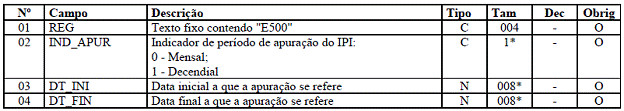 Nº Campo Descrição Tipo Tam Dec Obrig
01 REG Texto fixo contendo "E500" C 004 - O
02 IND_APUR Indicador de período de apuração do IPI: C 1* - O
0 - Mensal;
1 - Decendial
03 DT_INI Data inicial a que a apuração se refere N 008* - O
04 DT_FIN Data final a que a apuração se refere N 008* - O